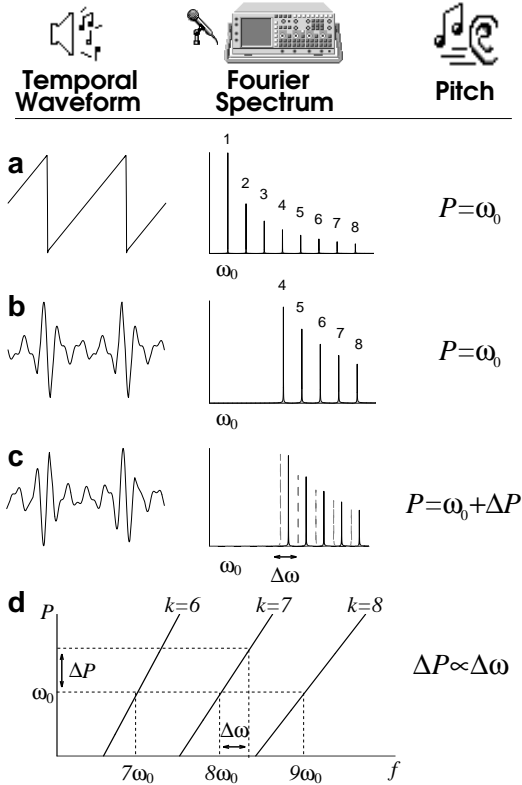 Temporal Waveform
Fourier Spectrum
Pitch
a
1
2
3
4
5
6
7
8
ω₀
P=ω₀
b
4
5
6
7
8
ω₀
P=ω₀
c
ω₀
Δω
P=ω₀+ΔP
d
P
k=6
k=7
k=8
ΔP
ω₀
Δω
7ω₀
8ω₀
9ω₀
f
ΔP∝Δω